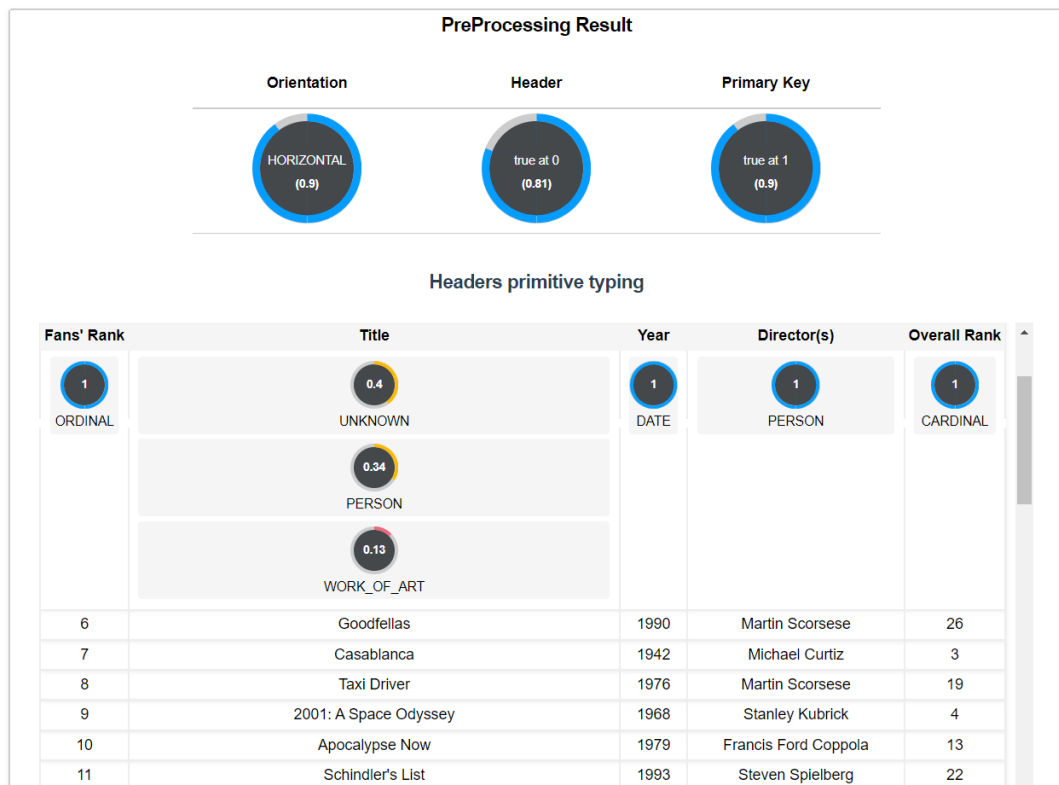 PreProcessing Result
Orientation Header Primary Key
HORIZONTAL true at 0 true at 1
(0.9) (0.81) (0.9)
Headers primitive typing
Fans' Rank Title Year Director(s) Overall Rank
1 0.4 1 1 1
ORDINAL UNKNOWN DATE PERSON CARDINAL
0.34
PERSON
0.13
WORK_OF_ART
6 Goodfellas 1990 Martin Scorsese 26
7 Casablanca 1942 Michael Curtiz 3
8 Taxi Driver 1976 Martin Scorsese 19
9 2001: A Space Odyssey 1968 Stanley Kubrick 4
10 Apocalypse Now 1979 Francis Ford Coppola 13
11 Schindler's List 1993 Steven Spielberg 22